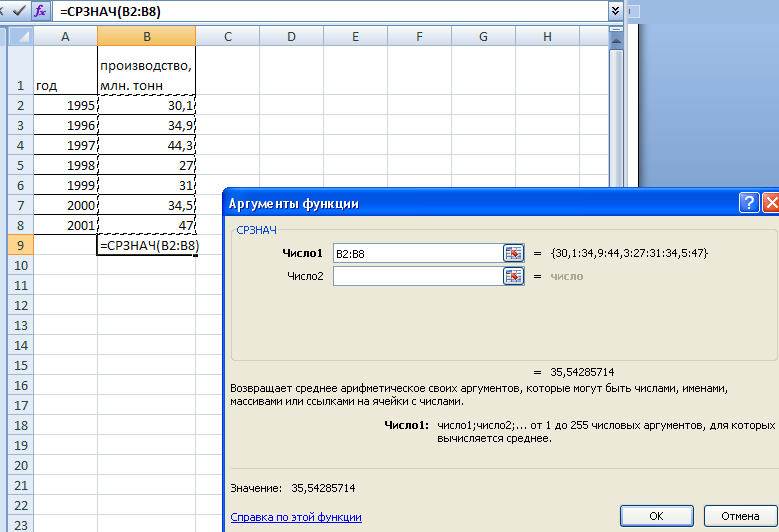 fx =СРЗНАЧ(B2:B8)
A B C D E F G H
1 год производство, млн. тонн
2 1995 30,1
3 1996 34,9
4 1997 44,3
5 1998 27
6 1999 31
7 2000 34,5
8 2001 47
9 =СРЗНАЧ(B2:B8)
10
11
12
13
14
15
16
17
18
19
20
21
22
23
Аргументы функции
СРЗНАЧ
Число1 B2:B8 = {30,1:34,9:44,3:27:31:34,5:47}
Число2 = число
= 35,54285714
Возвращает среднее арифметическое своих аргументов, которые могут быть числами, именами,
массивами или ссылками на ячейки с числами.
Число1: число1;число2;... от 1 до 255 числовых аргументов, для которых
вычисляется среднее.
Значение: 35,54285714
Справка по этой функции
ОК Отмена